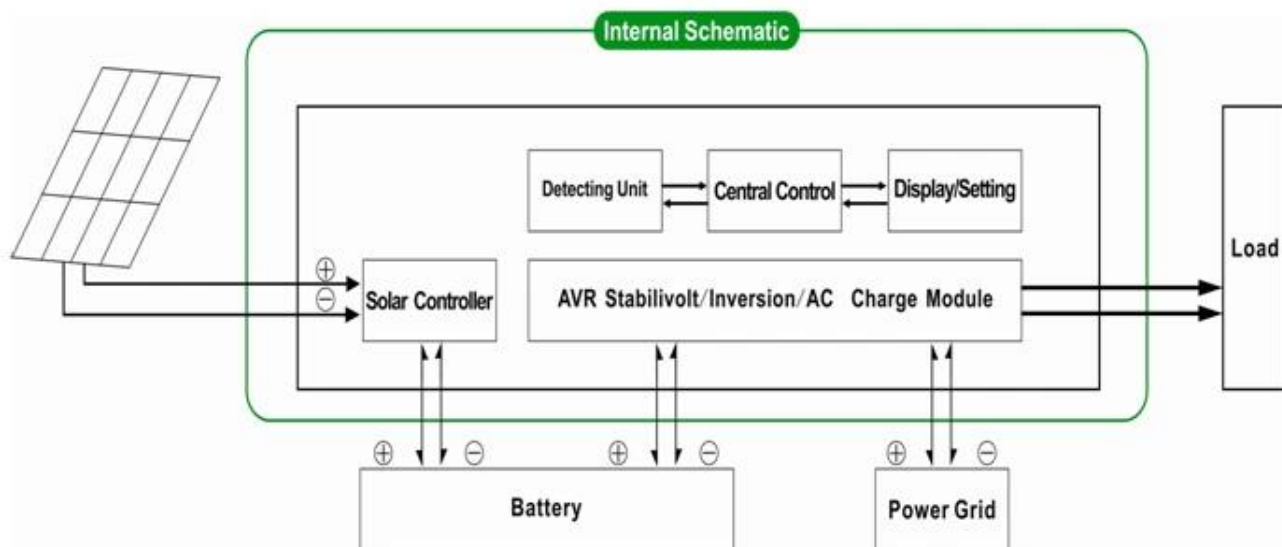 Internal Schematic
Detecting Unit
Central Control
Display/Setting
Load
⊕
⊖
Solar Controller
AVR Stabilivolt/Inversion/AC Charge Module
⊕ ⊖ ⊕ ⊖ ⊕ ⊖
Battery
Power Grid